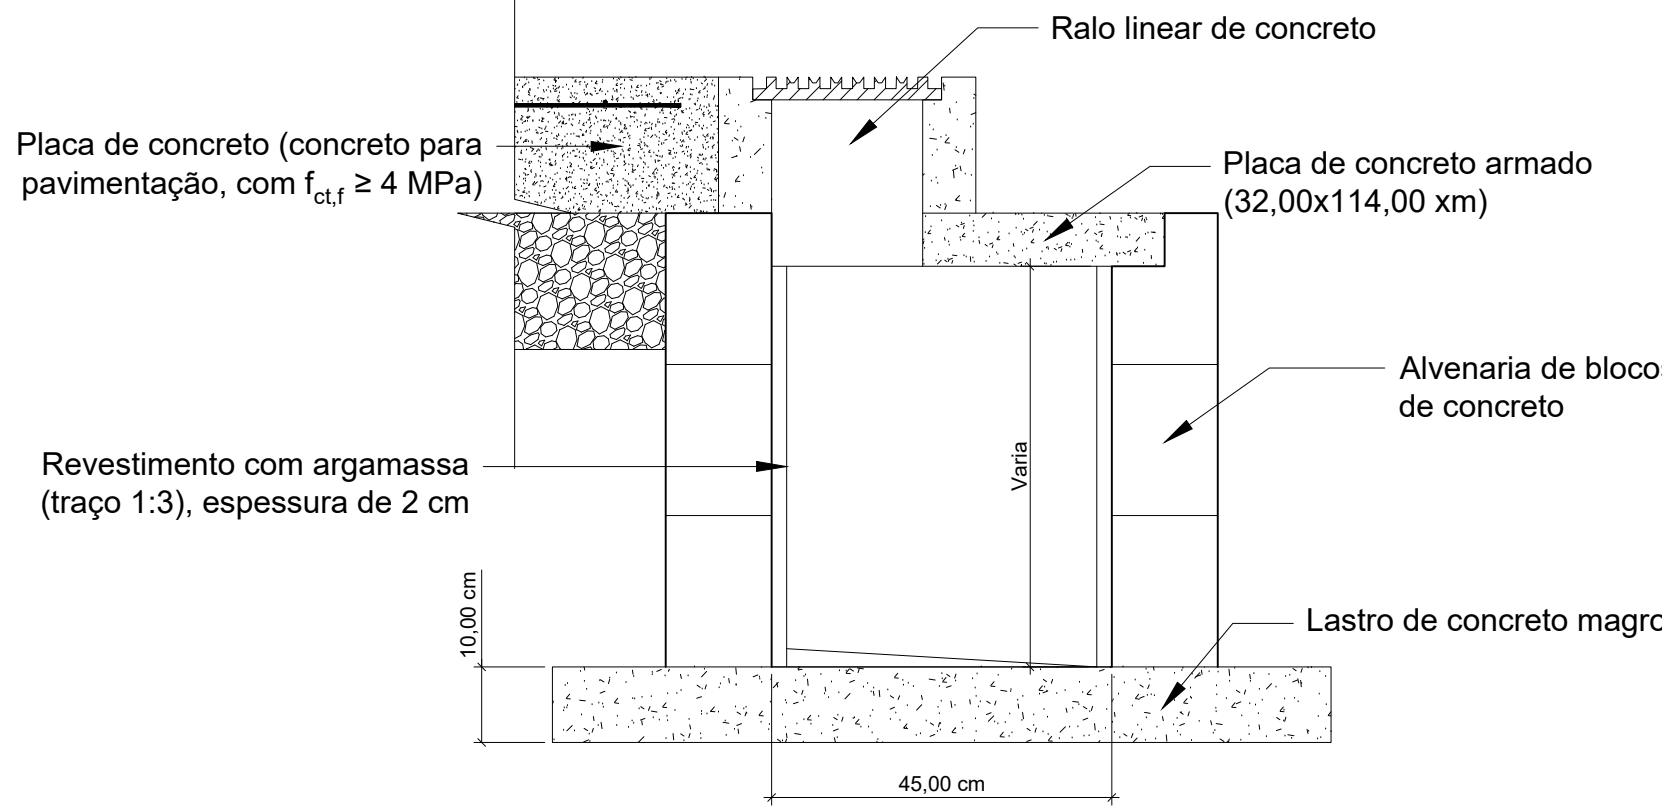 Ralo linear de concreto
Placa de concreto (concreto para
pavimentação, com fct,f ≥ 4 MPa)
Placa de concreto armado
(32,00x114,00 xm)
Alvenaria de blocos
de concreto
Varia
Revestimento com argamassa
(traço 1:3), espessura de 2 cm
10,00 cm
Lastro de concreto magro
45,00 cm